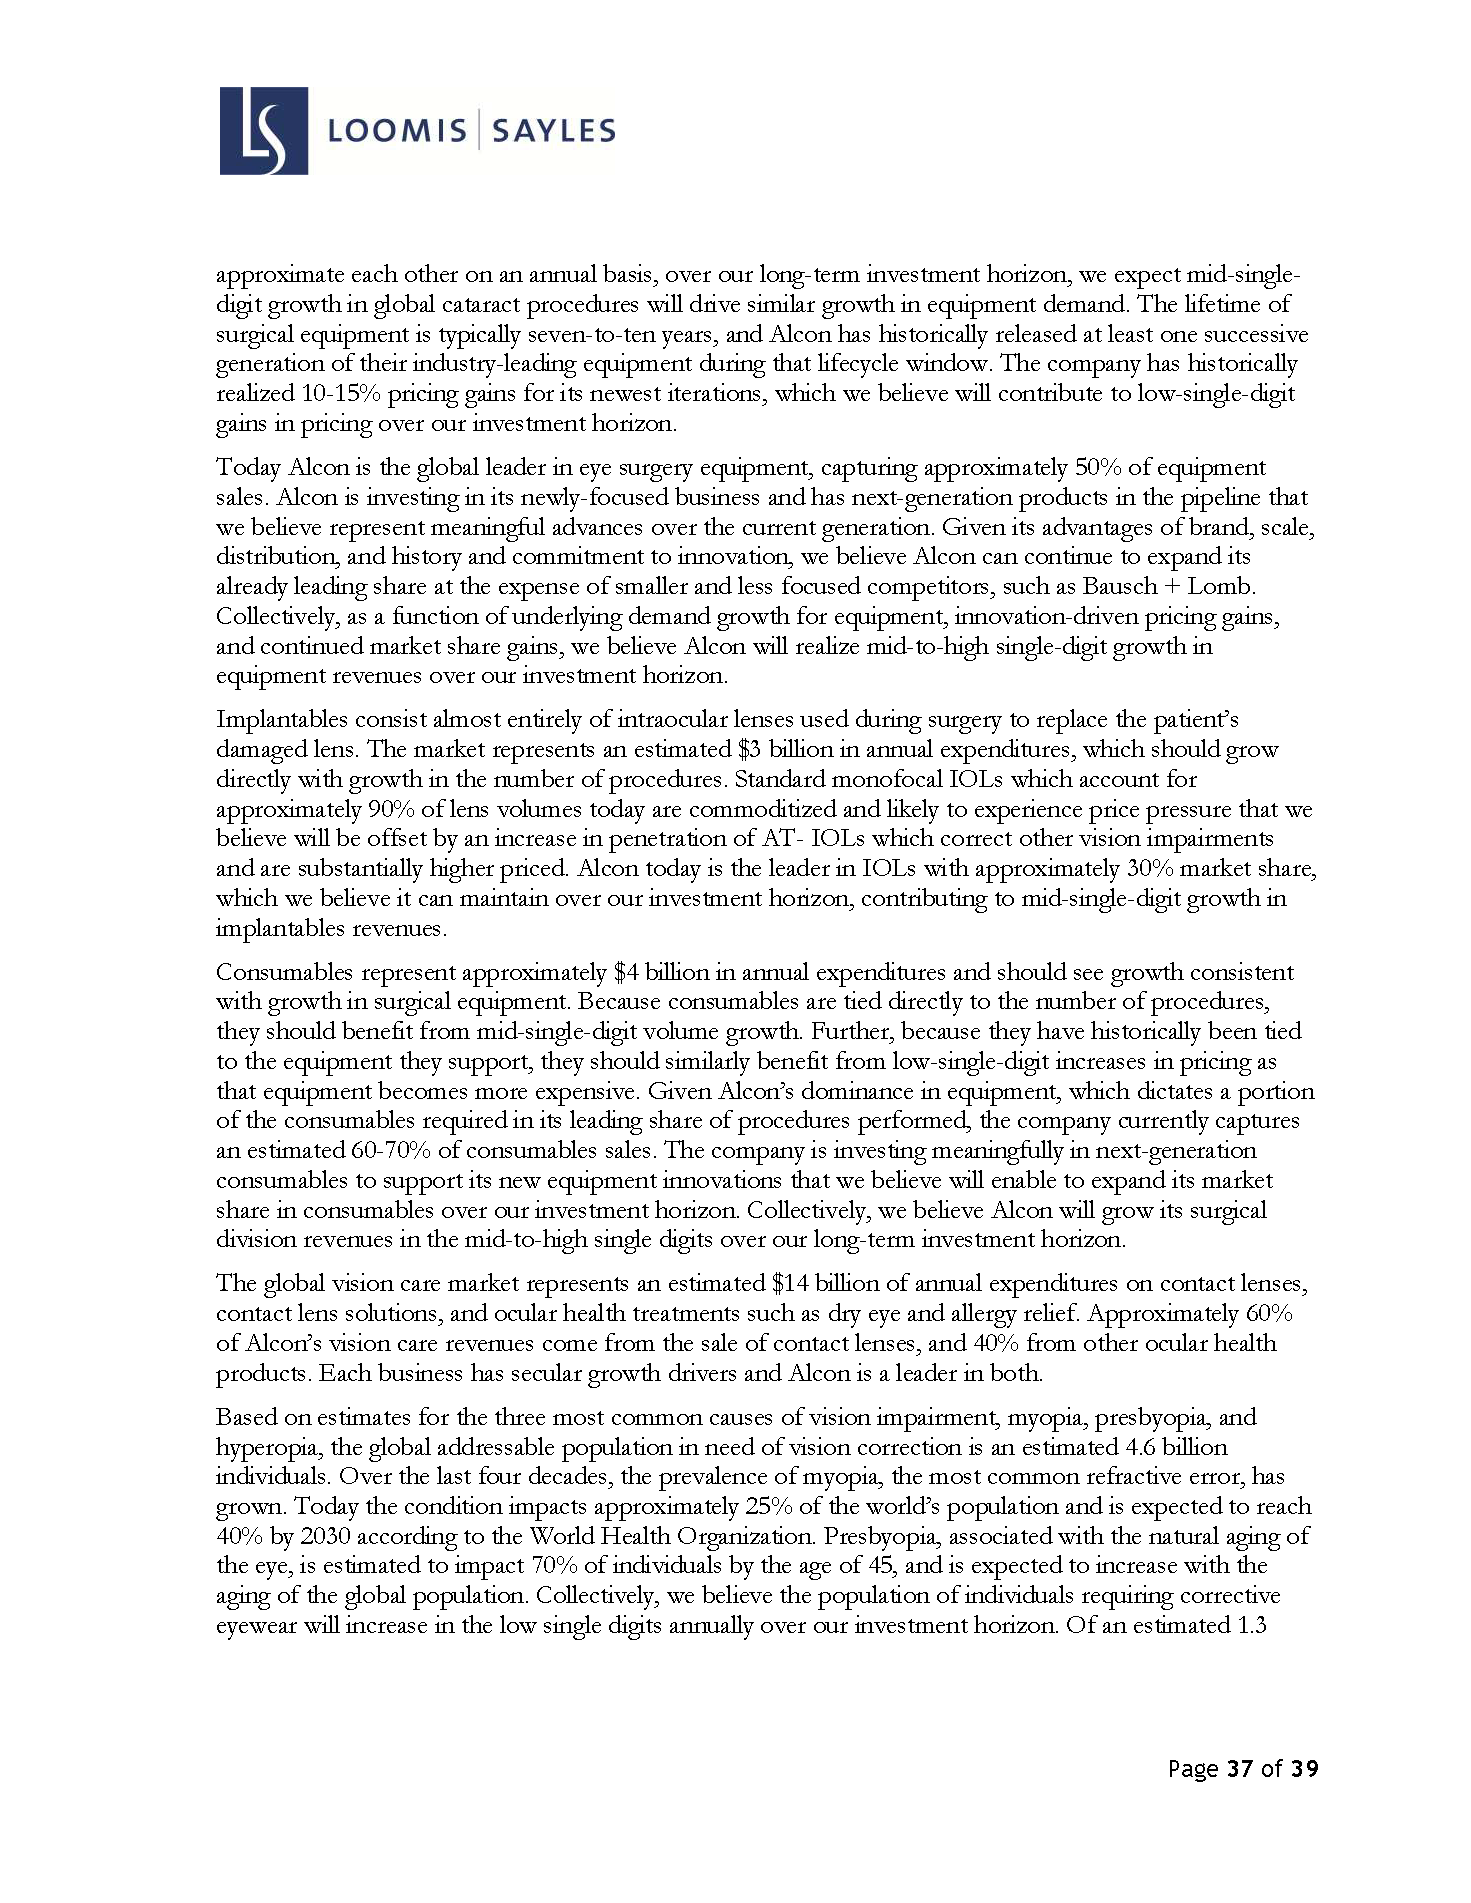 LS LOOMIS | SAYLES
approximate each other on an annual basis, over our long-term investment horizon, we expect mid-single-
digit growth in global cataract procedures will drive similar growth in equipment demand. The lifetime of
surgical equipment is typically seven-to-ten years, and Alcon has historically released at least one successive
generation of their industry-leading equipment during that lifecycle window. The company has historically
realized 10-15% pricing gains for its newest iterations, which we believe will contribute to low-single-digit
gains in pricing over our investment horizon.
Today Alcon is the global leader in eye surgery equipment, capturing approximately 50% of equipment
sales. Alcon is investing in its newly-focused business and has next-generation products in the pipeline that
we believe represent meaningful advances over the current generation. Given its advantages of brand, scale,
distribution, and history and commitment to innovation, we believe Alcon can continue to expand its
already leading share at the expense of smaller and less focused competitors, such as Bausch + Lomb.
Collectively, as a function of underlying demand growth for equipment, innovation-driven pricing gains,
and continued market share gains, we believe Alcon will realize mid-to-high single-digit growth in
equipment revenues over our investment horizon.
Implantables consist almost entirely of intraocular lenses used during surgery to replace the patient’s
damaged lens. The market represents an estimated $3 billion in annual expenditures, which should grow
directly with growth in the number of procedures. Standard monofocal IOLs which account for
approximately 90% of lens volumes today are commoditized and likely to experience price pressure that we
believe will be offset by an increase in penetration of AT- IOLs which correct other vision impairments
and are substantially higher priced. Alcon today is the leader in IOLs with approximately 30% market share,
which we believe it can maintain over our investment horizon, contributing to mid-single-digit growth in
implantables revenues.
Consumables represent approximately $4 billion in annual expenditures and should see growth consistent
with growth in surgical equipment. Because consumables are tied directly to the number of procedures,
they should benefit from mid-single-digit volume growth. Further, because they have historically been tied
to the equipment they support, they should similarly benefit from low-single-digit increases in pricing as
that equipment becomes more expensive. Given Alcon’s dominance in equipment, which dictates a portion
of the consumables required in its leading share of procedures performed, the company currently captures
an estimated 60-70% of consumables sales. The company is investing meaningfully in next-generation
consumables to support its new equipment innovations that we believe will enable to expand its market
share in consumables over our investment horizon. Collectively, we believe Alcon will grow its surgical
division revenues in the mid-to-high single digits over our long-term investment horizon.
The global vision care market represents an estimated $14 billion of annual expenditures on contact lenses,
contact lens solutions, and ocular health treatments such as dry eye and allergy relief. Approximately 60%
of Alcon’s vision care revenues come from the sale of contact lenses, and 40% from other ocular health
products. Each business has secular growth drivers and Alcon is a leader in both.
Based on estimates for the three most common causes of vision impairment, myopia, presbyopia, and
hyperopia, the global addressable population in need of vision correction is an estimated 4.6 billion
individuals. Over the last four decades, the prevalence of myopia, the most common refractive error, has
grown. Today the condition impacts approximately 25% of the world’s population and is expected to reach
40% by 2030 according to the World Health Organization. Presbyopia, associated with the natural aging of
the eye, is estimated to impact 70% of individuals by the age of 45, and is expected to increase with the
aging of the global population. Collectively, we believe the population of individuals requiring corrective
eyewear will increase in the low single digits annually over our investment horizon. Of an estimated 1.3
Page 37 of 39